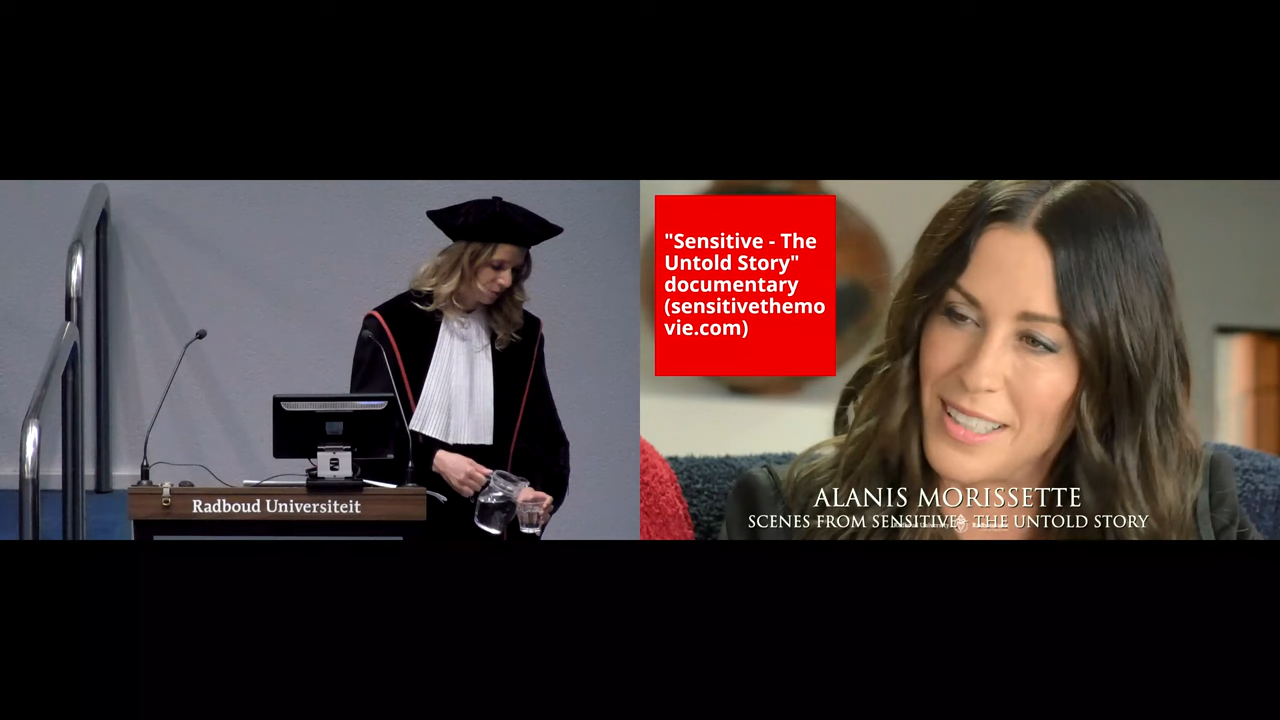 Radboud Universiteit
"Sensitive - The
Untold Story"
documentary
(sensitivethemo
vie.com)
ALANIS MORISSETTE
SCENES FROM SENSITIVE: THE UNTOLD STORY